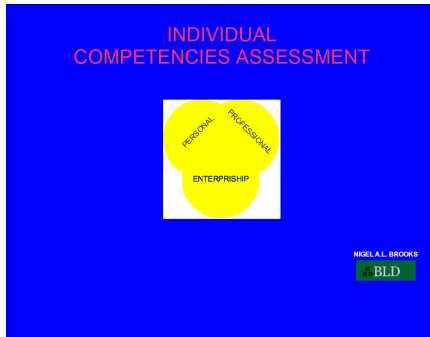 INDIVIDUAL
COMPETENCIES ASSESSMENT
PERSONAL
PROFESSIONAL
ENTERPRISHIP
NIGEL A.L. BROOKS
BLD